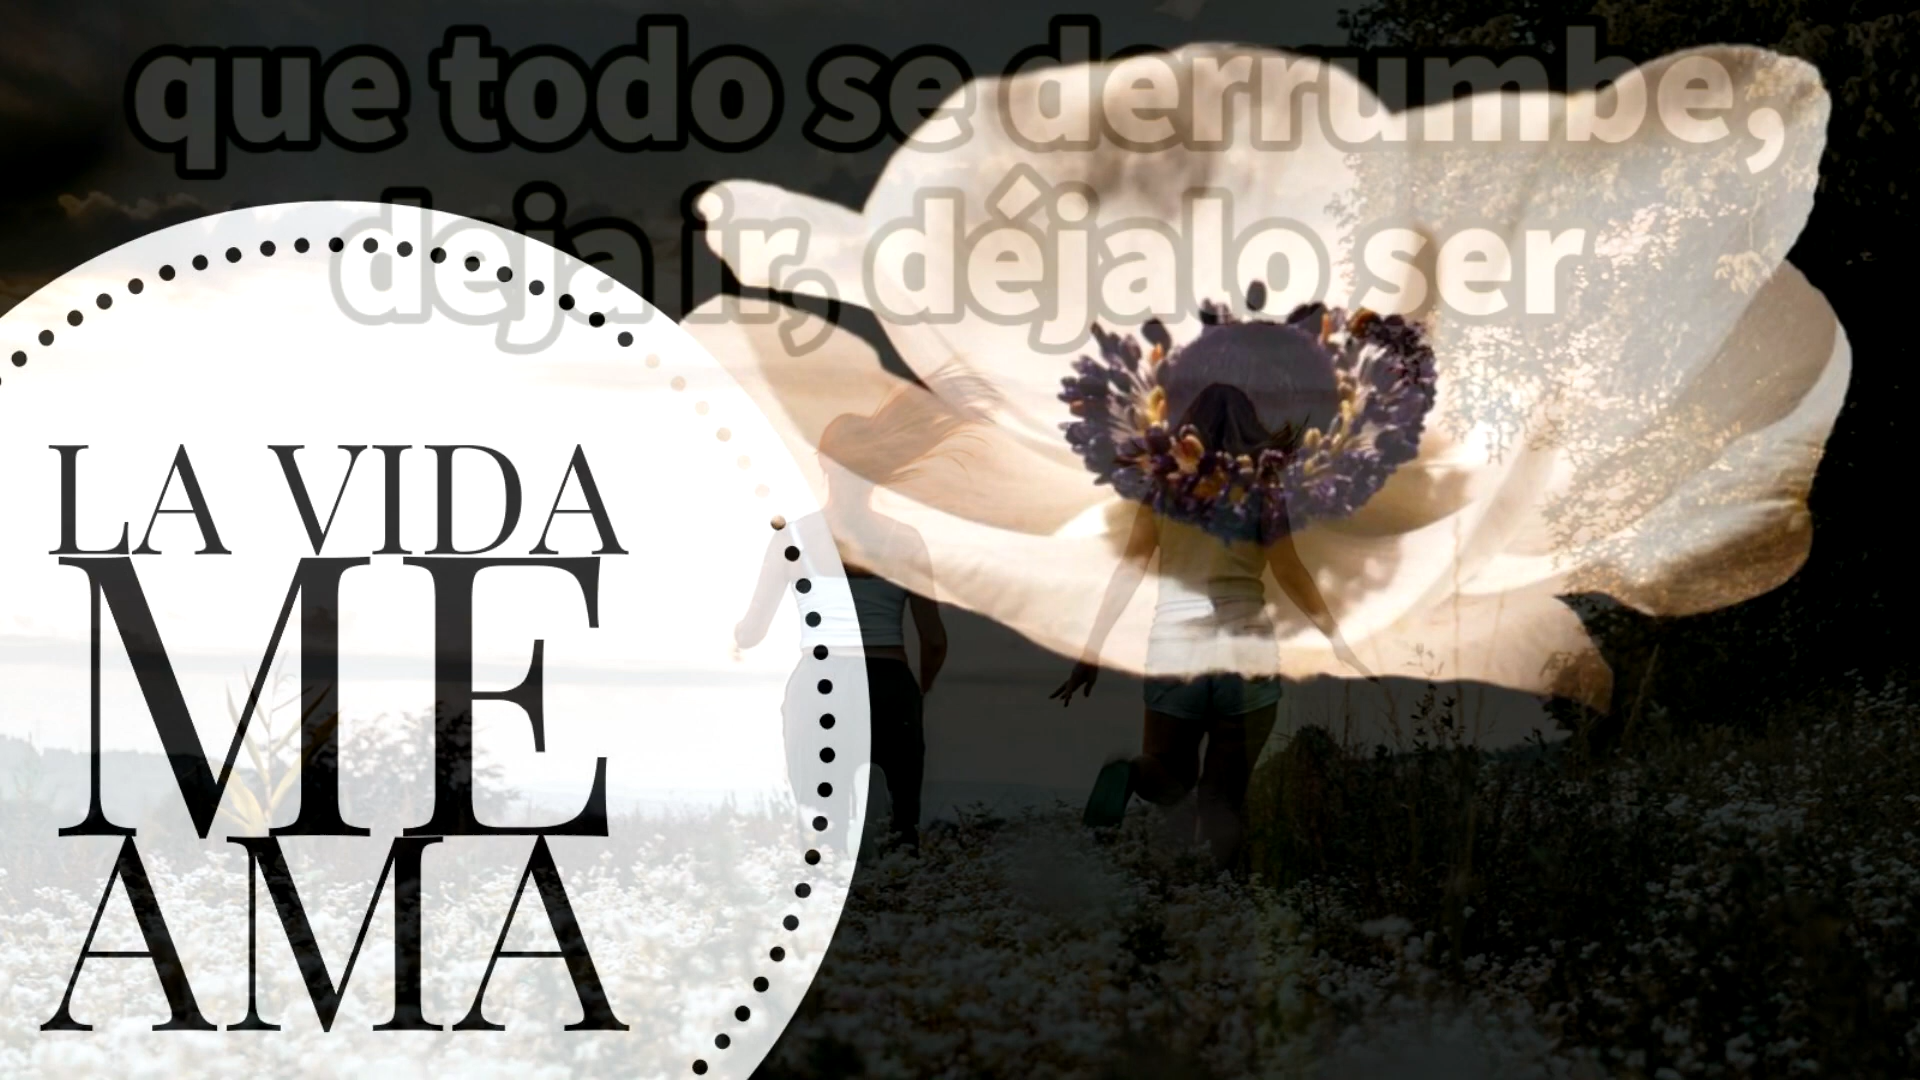 que todo se derrumbe,
deja ir, déjalo ser
LA VIDA
ME
AMA